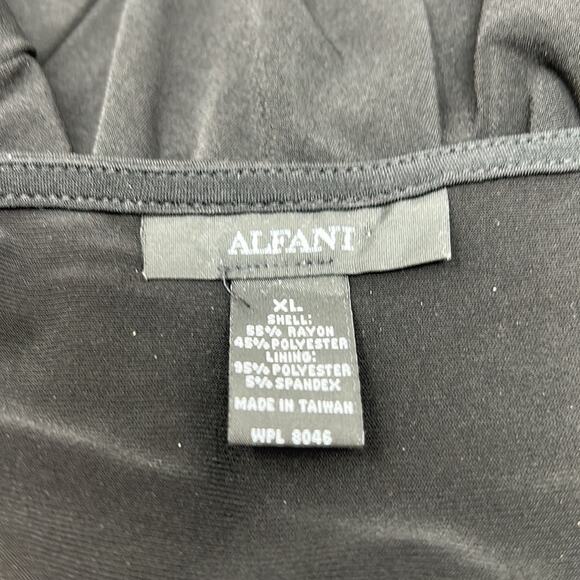 ALFANI
XL
SHELL:
55% RAYON
45% POLYESTER
LINING:
95% POLYESTER
5% SPANDEX
MADE IN TAIWAN
WPL 8046